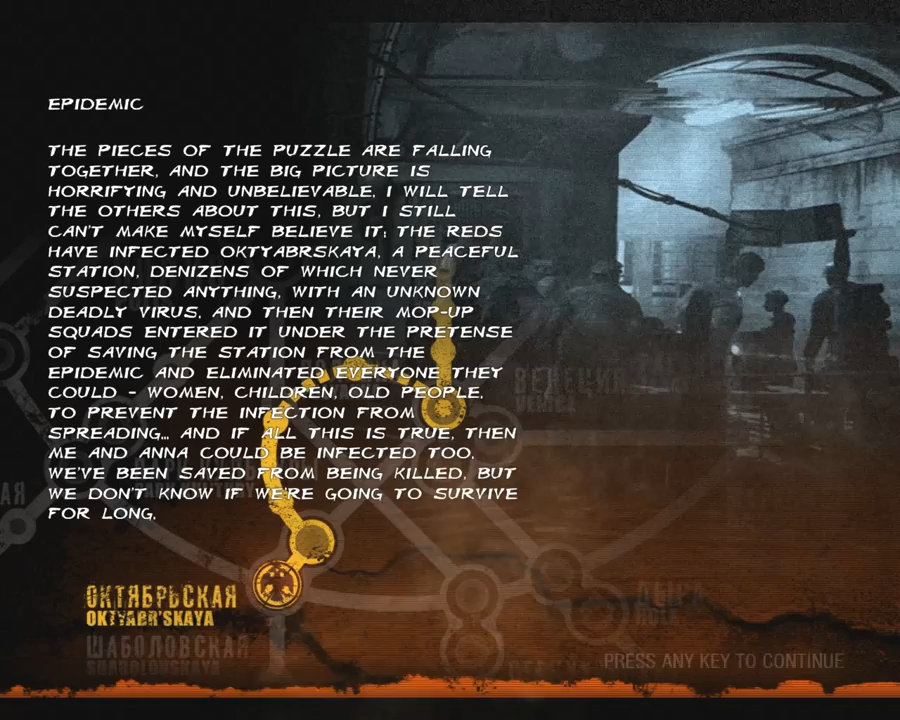 EPIDEMIC
THE PIECES OF THE PUZZLE ARE FALLING
TOGETHER, AND THE BIG PICTURE IS
HORRIFYING AND UNBELIEVABLE, I WILL TELL
THE OTHERS ABOUT THIS, BUT I STILL
CAN'T MAKE MYSELF BELIEVE IT: THE REDS
HAVE INFECTED OKTYABRSKAYA, A PEACEFUL
STATION, DENIZENS OF WHICH NEVER
SUSPECTED ANYTHING, WITH AN UNKNOWN
DEADLY VIRUS, AND THEN THEIR MOP-UP
SQUADS ENTERED IT UNDER THE PRETENSE
OF SAVING THE STATION FROM THE
EPIDEMIC AND ELIMINATED EVERYONE THEY
COULD - WOMEN, CHILDREN, OLD PEOPLE,
TO PREVENT THE INFECTION FROM
SPREADING... AND IF ALL THIS IS TRUE, THEN
ME AND ANNA COULD BE INFECTED TOO.
WE'VE BEEN SAVED FROM BEING KILLED, BUT
WE DON'T KNOW IF WE'RE GOING TO SURVIVE
FOR LONG.
ВЕНЕЦИЯ
VENICE
ОКТЯБРЬСКАЯ
OKTYABR'SKAYA
ШАБОЛОВСКАЯ
SHABOLOVSKAYA
PRESS ANY KEY TO CONTINUE